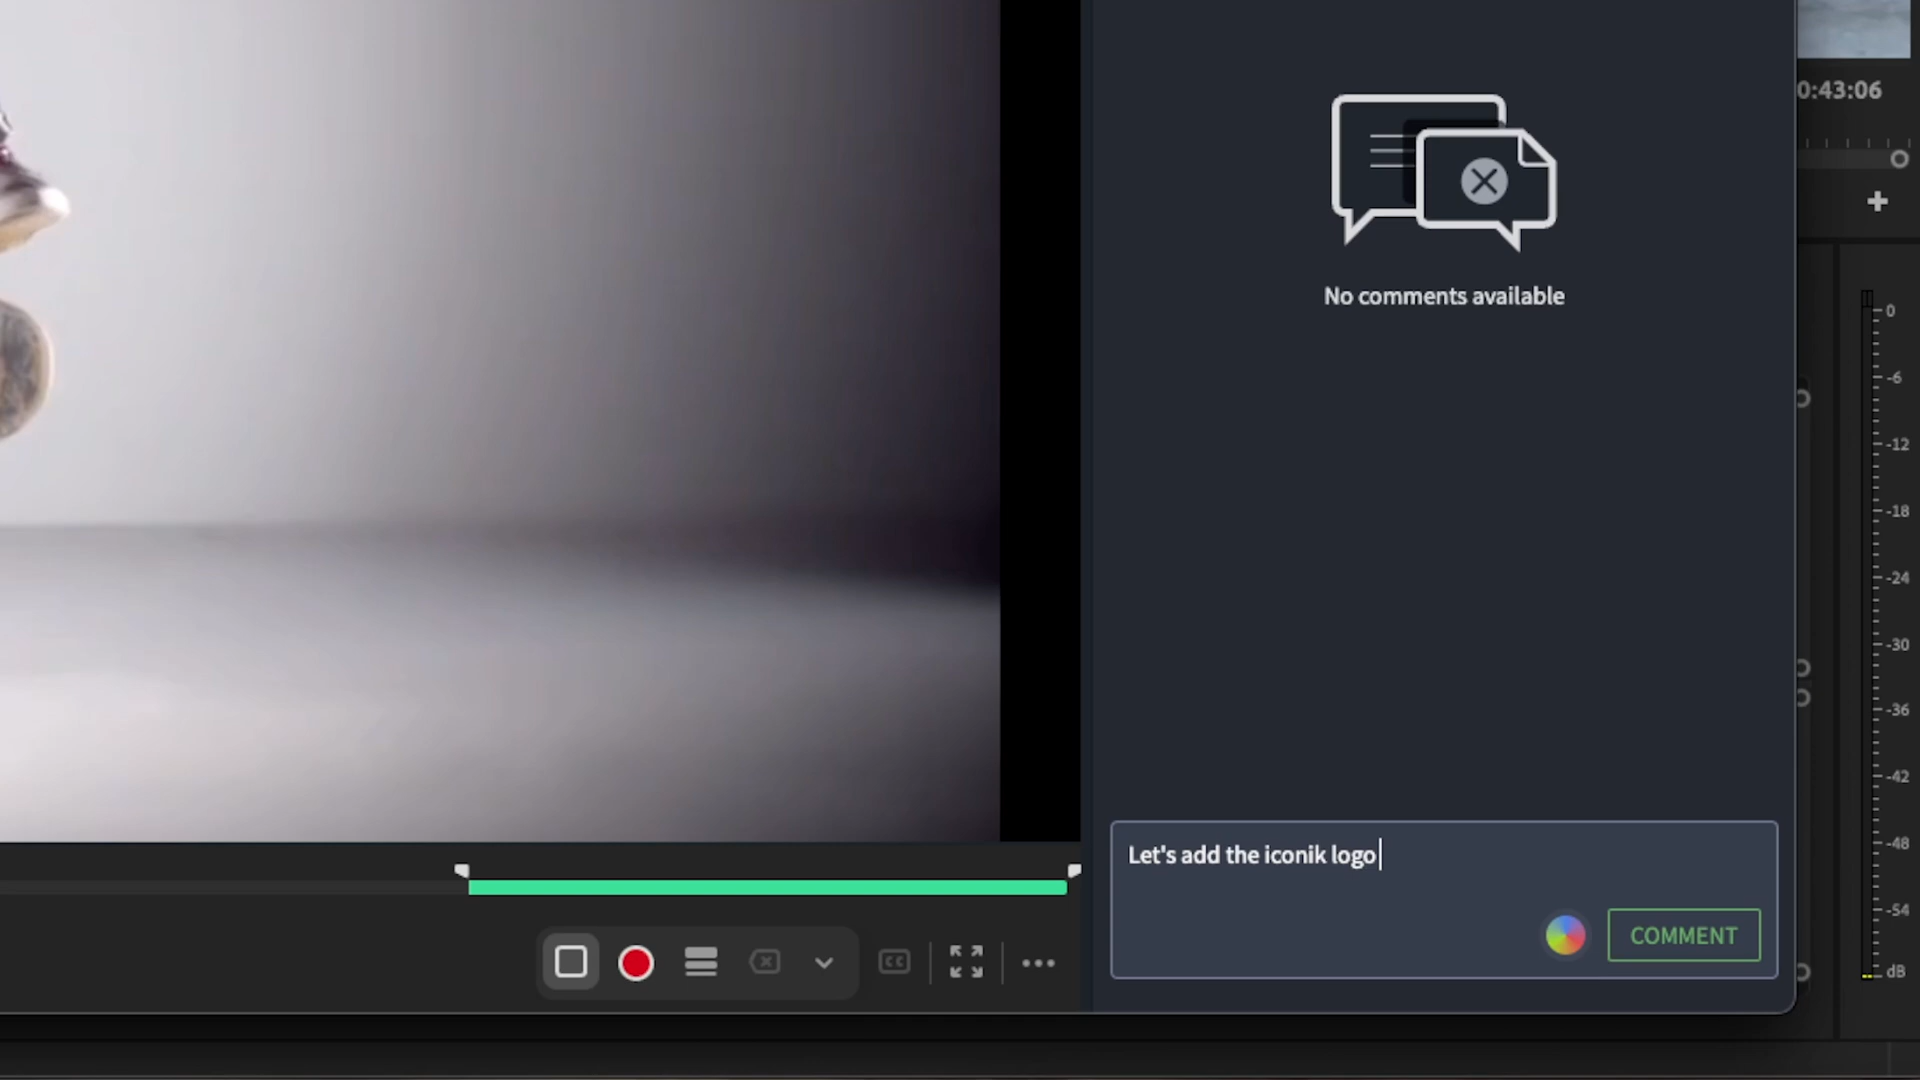 0:43:06
No comments available
0
-6
-12
-18
-24
-30
-36
-42
-48
-54
dB
Let's add the iconik logo
COMMENT
CC